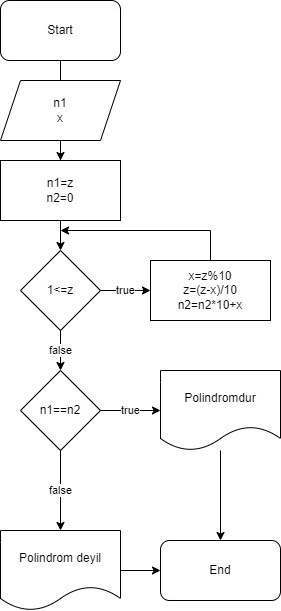 Start
n1
x
n1=z
n2=0
1<=z
true
x=z%10
z=(z-x)/10
n2=n2*10+x
false
n1==n2
true
Polindromdur
false
Polindrom deyil
End